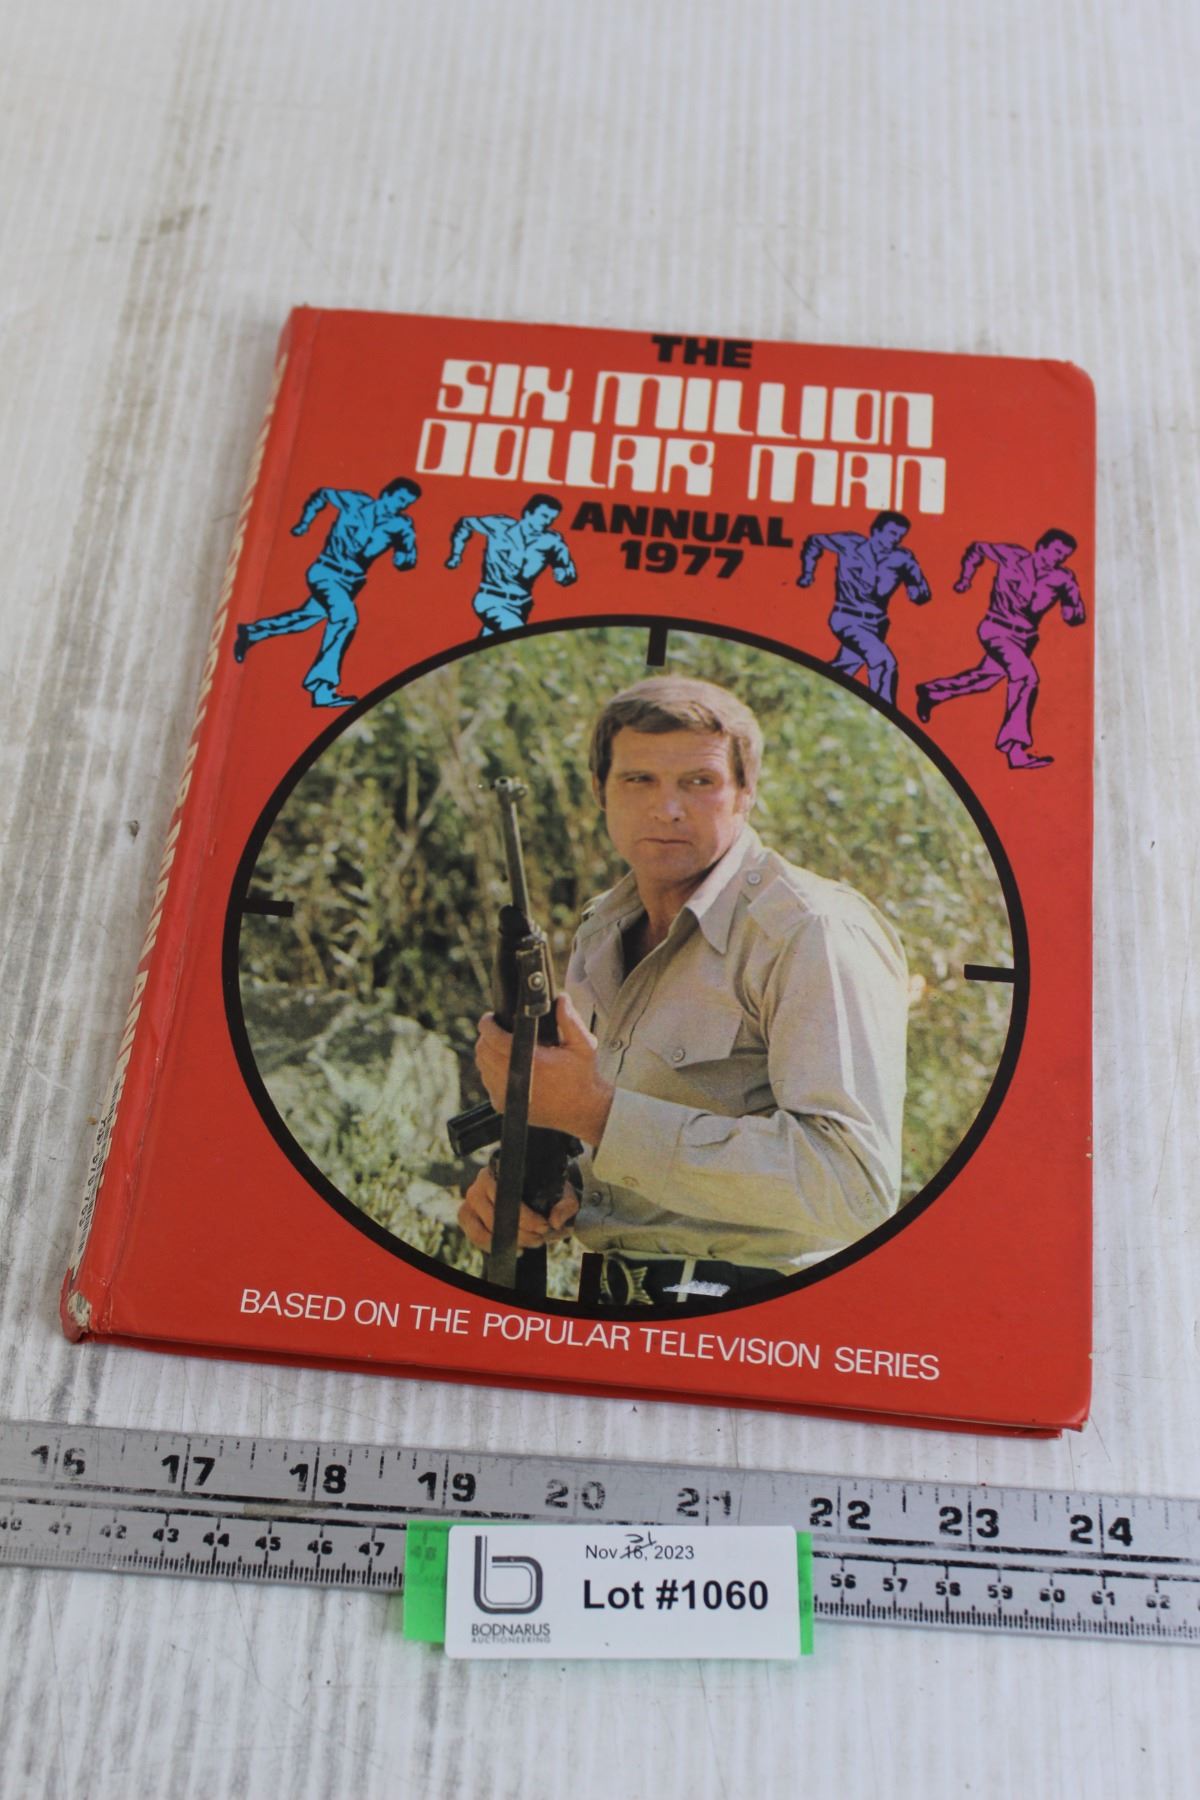 THE
SIX MILLION
DOLLAR MAN
ANNUAL
1977
BASED ON THE POPULAR TELEVISION SERIES
16 17 18 19 20 21 22 23 24
40 41 42 43 44 45 46 47 48 56 57 58 59 60 61 62
Nov 16, 2023
21
Lot #1060
BODNARUS
AUCTIONEERING